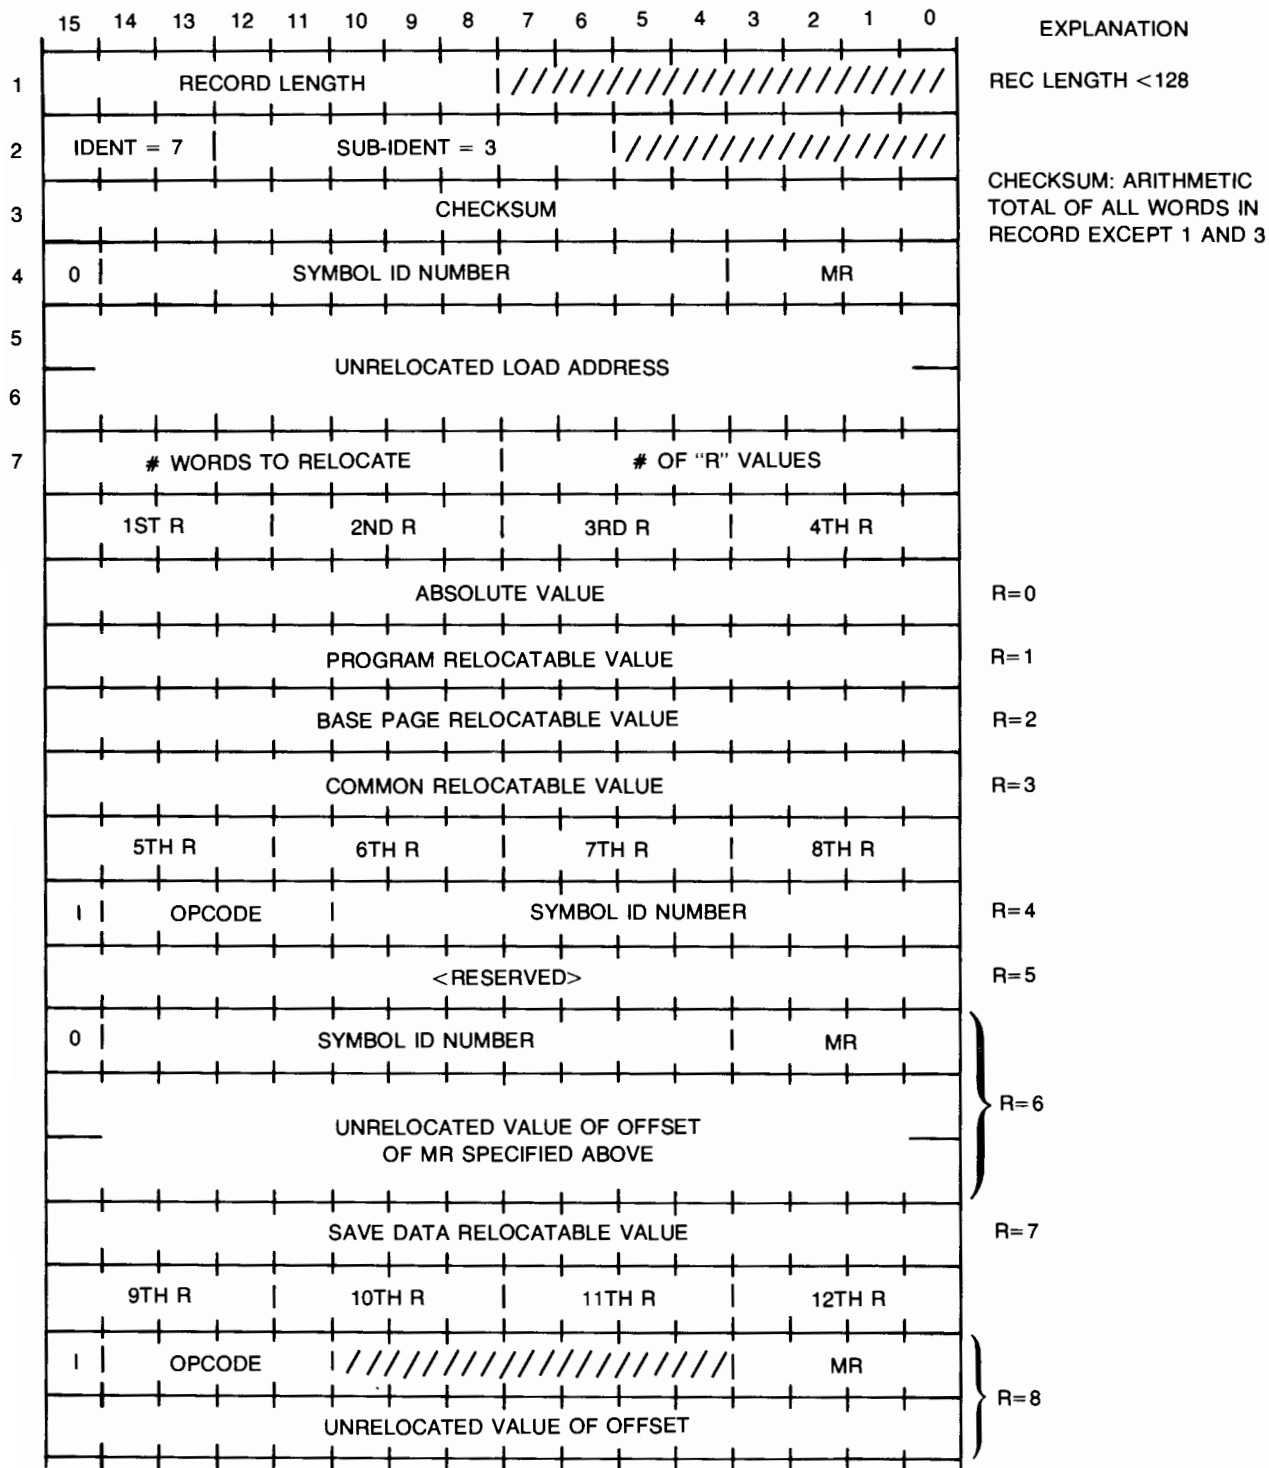 15 14 13 12 11 10 9 8 7 6 5 4 3 2 1 0 EXPLANATION
1 RECORD LENGTH REC LENGTH <128
2 IDENT = 7 SUB-IDENT = 3
CHECKSUM: ARITHMETIC
TOTAL OF ALL WORDS IN
RECORD EXCEPT 1 AND 3
3 CHECKSUM
4 0 SYMBOL ID NUMBER MR
5
UNRELOCATED LOAD ADDRESS
6
7 # WORDS TO RELOCATE # OF "R" VALUES
1ST R 2ND R 3RD R 4TH R
ABSOLUTE VALUE R=0
PROGRAM RELOCATABLE VALUE R=1
BASE PAGE RELOCATABLE VALUE R=2
COMMON RELOCATABLE VALUE R=3
5TH R 6TH R 7TH R 8TH R
I OPCODE SYMBOL ID NUMBER R=4
<RESERVED> R=5
0 SYMBOL ID NUMBER MR
R=6
UNRELOCATED VALUE OF OFFSET
OF MR SPECIFIED ABOVE
SAVE DATA RELOCATABLE VALUE R=7
9TH R 10TH R 11TH R 12TH R
I OPCODE MR
R=8
UNRELOCATED VALUE OF OFFSET